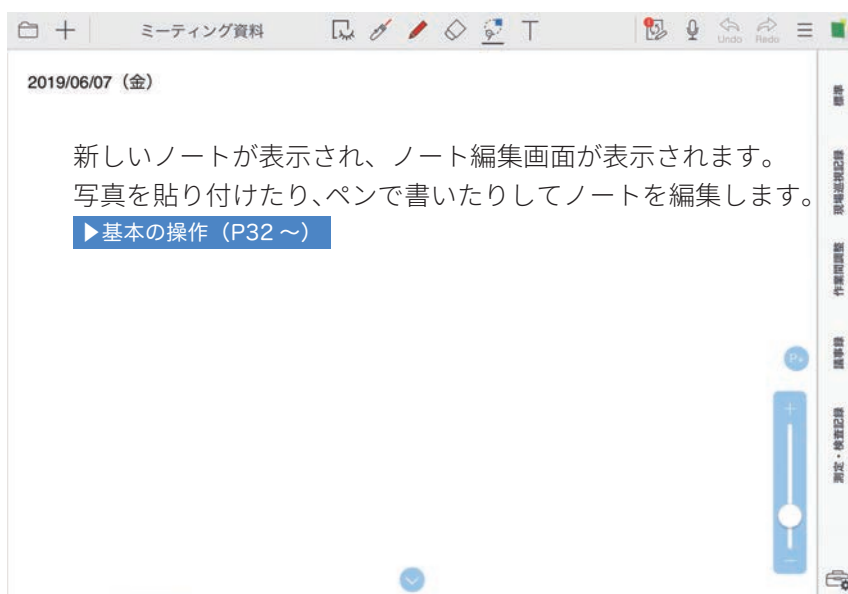 ミーティング資料
T
Undo
Redo
2019/06/07（金）
新しいノートが表示され、ノート編集画面が表示されます。
写真を貼り付けたり、ペンで書いたりしてノートを編集します。
▶基本の操作（P32 ～）
標準
現場巡視記録
作業間調整
議事録
測定・検査記録
P+